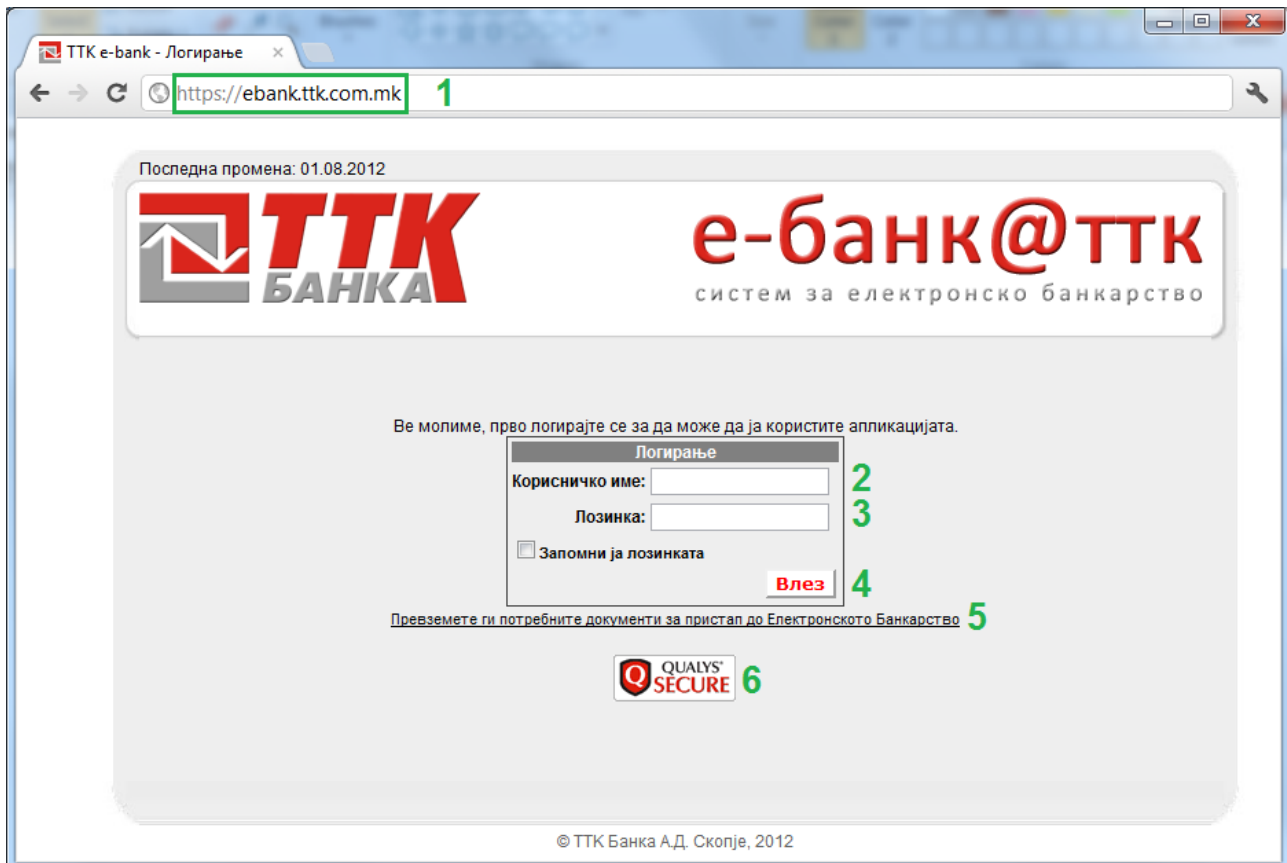 ТТК e-bank - Логирање
https://ebank.ttk.com.mk 1
Последна промена: 01.08.2012
ТТК
БАНКА
е-банк@ттк
систем за електронско банкарство
Ве молиме, прво логирајте се за да може да ја користите апликацијата.
Логирање
Корисничко име: 2
Лозинка: 3
Запомни ја лозинката
Влез 4
Превземете ги потребните документи за пристап до Електронското Банкарство 5
Q QUALYS'
SECURE 6
© ТТК Банка А.Д. Скопје, 2012